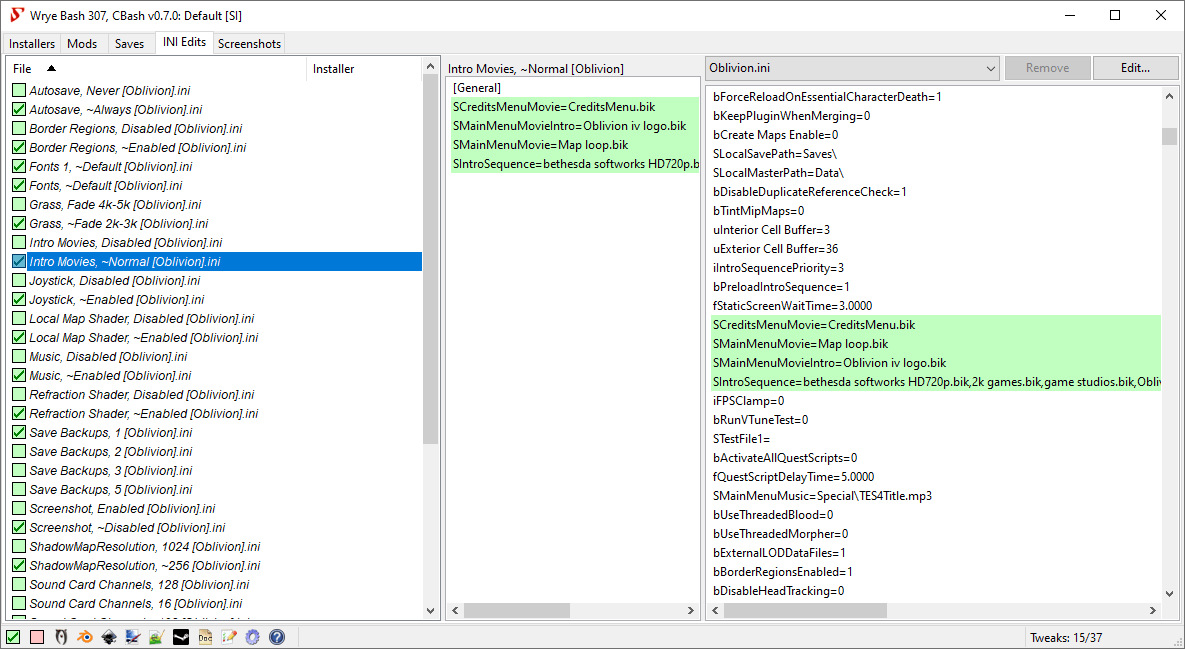 Wrye Bash 307, CBash v0.7.0: Default [SI]
Installers Mods Saves INI Edits Screenshots
File Installer
Autosave, Never [Oblivion].ini
Autosave, ~Always [Oblivion].ini
Border Regions, Disabled [Oblivion].ini
Border Regions, ~Enabled [Oblivion].ini
Fonts 1, ~Default [Oblivion].ini
Fonts, ~Default [Oblivion].ini
Grass, Fade 4k-5k [Oblivion].ini
Grass, ~Fade 2k-3k [Oblivion].ini
Intro Movies, Disabled [Oblivion].ini
Intro Movies, ~Normal [Oblivion].ini
Joystick, Disabled [Oblivion].ini
Joystick, ~Enabled [Oblivion].ini
Local Map Shader, Disabled [Oblivion].ini
Local Map Shader, ~Enabled [Oblivion].ini
Music, Disabled [Oblivion].ini
Music, ~Enabled [Oblivion].ini
Refraction Shader, Disabled [Oblivion].ini
Refraction Shader, ~Enabled [Oblivion].ini
Save Backups, 1 [Oblivion].ini
Save Backups, 2 [Oblivion].ini
Save Backups, 3 [Oblivion].ini
Save Backups, 5 [Oblivion].ini
Screenshot, Enabled [Oblivion].ini
Screenshot, ~Disabled [Oblivion].ini
ShadowMapResolution, 1024 [Oblivion].ini
ShadowMapResolution, ~256 [Oblivion].ini
Sound Card Channels, 128 [Oblivion].ini
Sound Card Channels, 16 [Oblivion].ini
Intro Movies, ~Normal [Oblivion]
[General]
SCreditsMenuMovie=CreditsMenu.bik
SMainMenuMovieIntro=Oblivion iv logo.bik
SMainMenuMovie=Map loop.bik
SIntroSequence=bethesda softworks HD720p.b
Oblivion.ini
Remove
Edit...
bForceReloadOnEssentialCharacterDeath=1
bKeepPluginWhenMerging=0
bCreate Maps Enable=0
SLocalSavePath=Saves\
SLocalMasterPath=Data\
bDisableDuplicateReferenceCheck=1
bTintMipMaps=0
uInterior Cell Buffer=3
uExterior Cell Buffer=36
iIntroSequencePriority=3
bPreloadIntroSequence=1
fStaticScreenWaitTime=3.0000
SCreditsMenuMovie=CreditsMenu.bik
SMainMenuMovie=Map loop.bik
SMainMenuMovieIntro=Oblivion iv logo.bik
SIntroSequence=bethesda softworks HD720p.bik,2k games.bik,game studios.bik,Obliv
iFPSClamp=0
bRunVTuneTest=0
STestFile1=
bActivateAllQuestScripts=0
fQuestScriptDelayTime=5.0000
SMainMenuMusic=Special\TES4Title.mp3
bUseThreadedBlood=0
bUseThreadedMorpher=0
bExternalLODDataFiles=1
bBorderRegionsEnabled=1
bDisableHeadTracking=0
Doc
Tweaks: 15/37